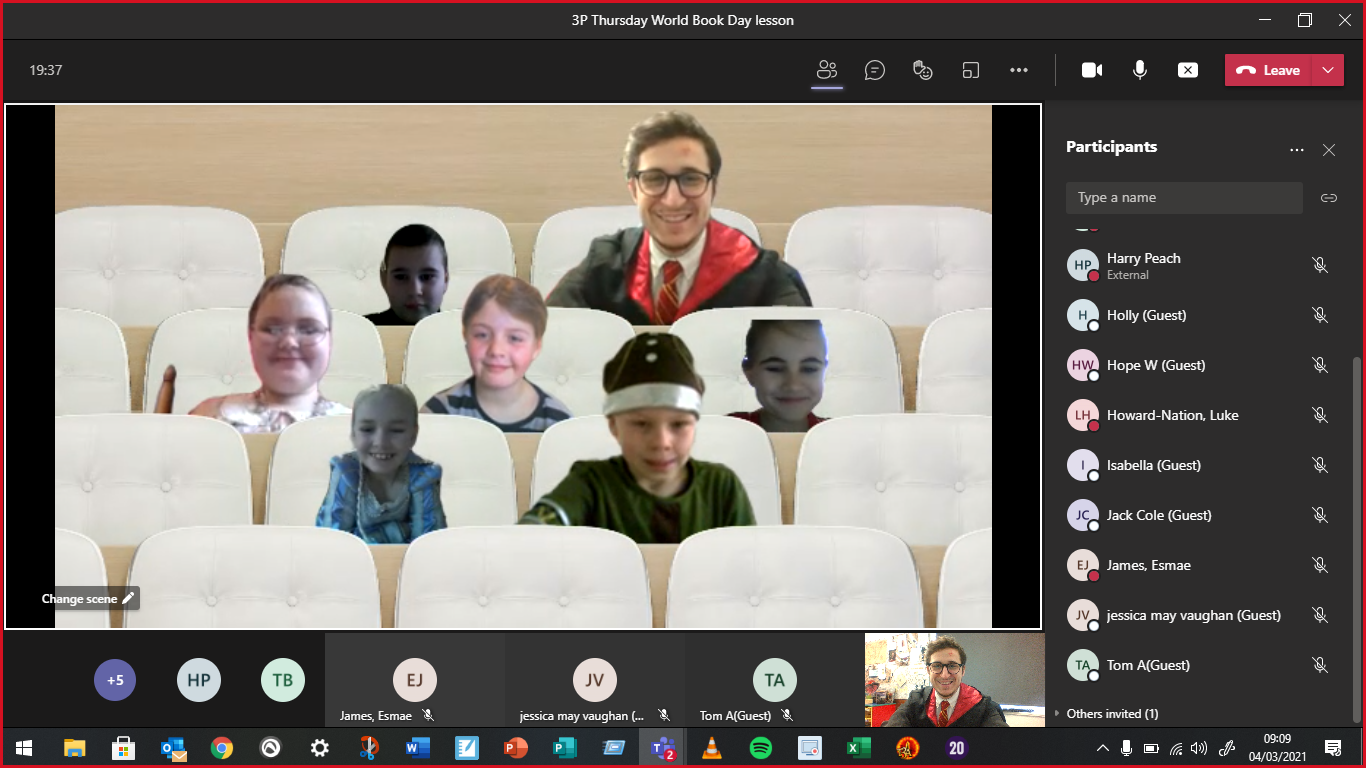 3P Thursday World Book Day lesson
19:37
Leave
Participants
Type a name
HP
Harry Peach
External
H
Holly (Guest)
HW
Hope W (Guest)
LH
Howard-Nation, Luke
I
Isabella (Guest)
JC
Jack Cole (Guest)
EJ
James, Esmae
JV
jessica may vaughan (Guest)
TA
Tom A(Guest)
Others invited (1)
Change scene
+5
HP
TB
EJ
James, Esmae
JV
jessica may vaughan (...
TA
Tom A(Guest)
2
20
09:09
04/03/2021